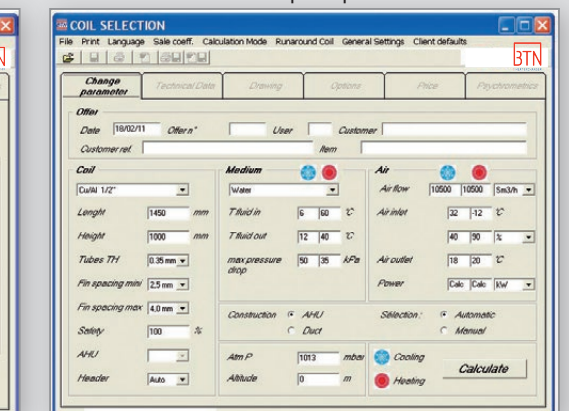 COIL SELECTION
File Print Language Sale coeff. Calculation Mode Runaround Coil General Settings Client defaults
BTN
Change parameter Technical Data Drawing Options Price Psychrometrics
Offer
Date 18/02/11 Offer n° User Customer
Customer ref. Item
Coil Medium Air
Cu/Al 1/2" Water Air flow 10500 10500 Sm3/h
Lenght 1450 mm T fluid in 6 60 °C Air inlet 32 -12 °C
Height 1000 mm T fluid out 12 40 °C 40 90 %
Tubes TH 0.35 mm max pressure drop 50 35 kPa Air outlet 18 20 °C
Fin spacing mini 2,5 mm Power Calc Calc kW
Fin spacing max 4,0 mm Construction AHU Sélection : Automatic
Safety 100 % Duct Manual
AHU Atm P 1013 mbar Cooling Calculate
Header Auto Altitude 0 m Heating